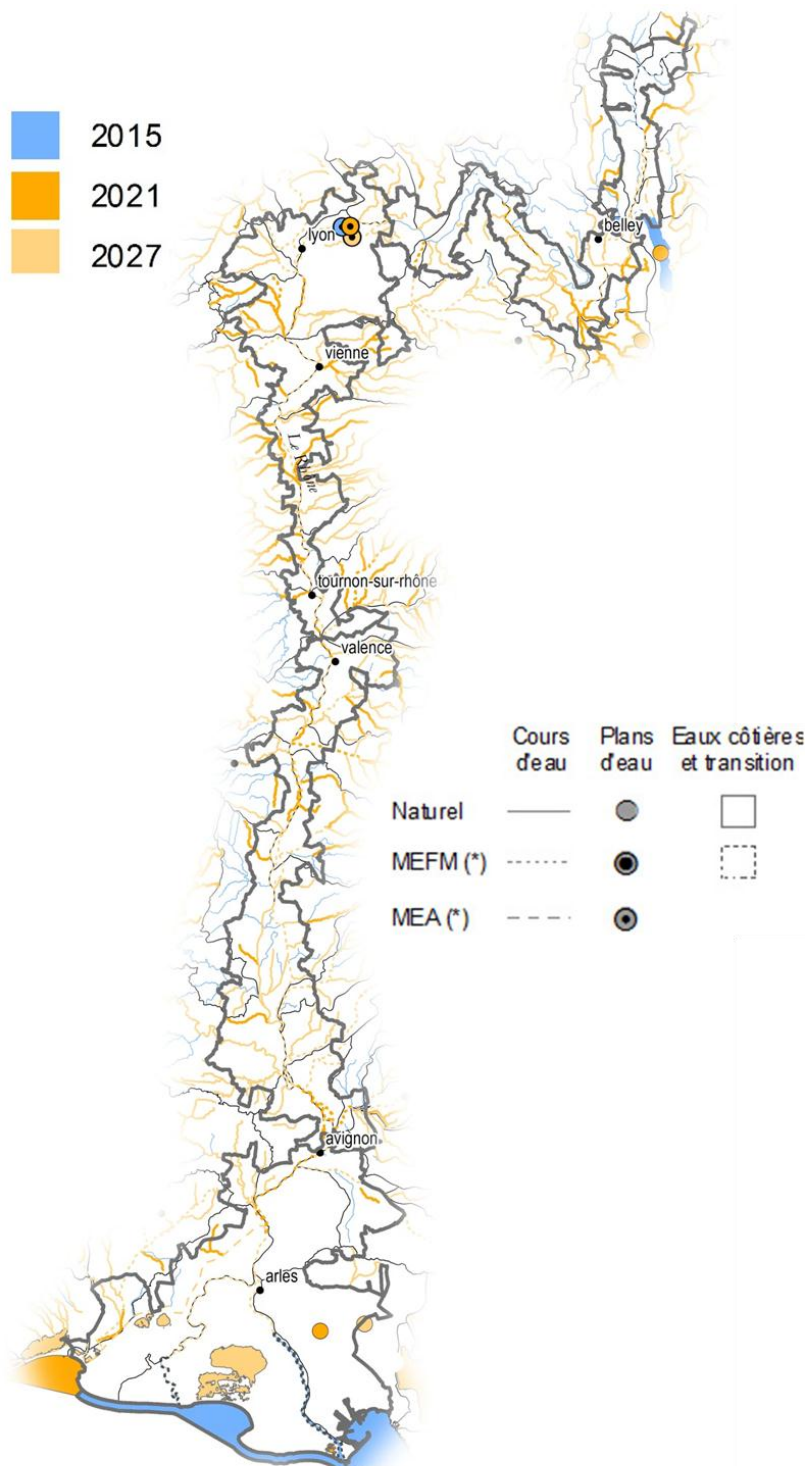 2015
2021
2027
belley
lyon
vienne
Le Rhône
tournon-sur-rhône
valence
Cours d'eau
Plans d'eau
Eaux côtières et transition
Naturel
MEFM (*)
MEA (*)
avignon
arles